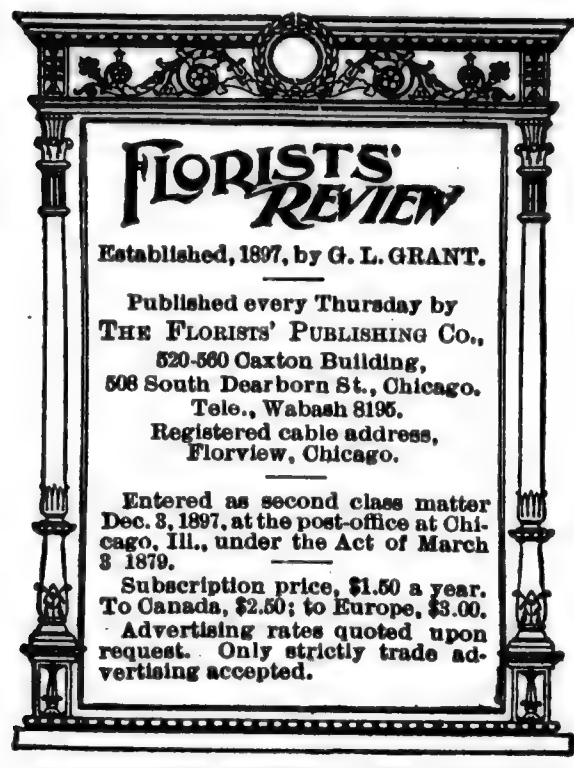 FLORISTS'
REVIEW
Established, 1897, by G. L. GRANT.
Published every Thursday by
THE FLORISTS' PUBLISHING CO.,
520-560 Caxton Building,
508 South Dearborn St., Chicago.
Tele., Wabash 8195.
Registered cable address,
Florview, Chicago.
Entered as second class matter
Dec. 3, 1897, at the post-office at Chi-
cago, Ill., under the Act of March
3 1879.
Subscription price, $1.50 a year.
To Canada, $2.50; to Europe, $3.00.
Advertising rates quoted upon
request. Only strictly trade ad-
vertising accepted.